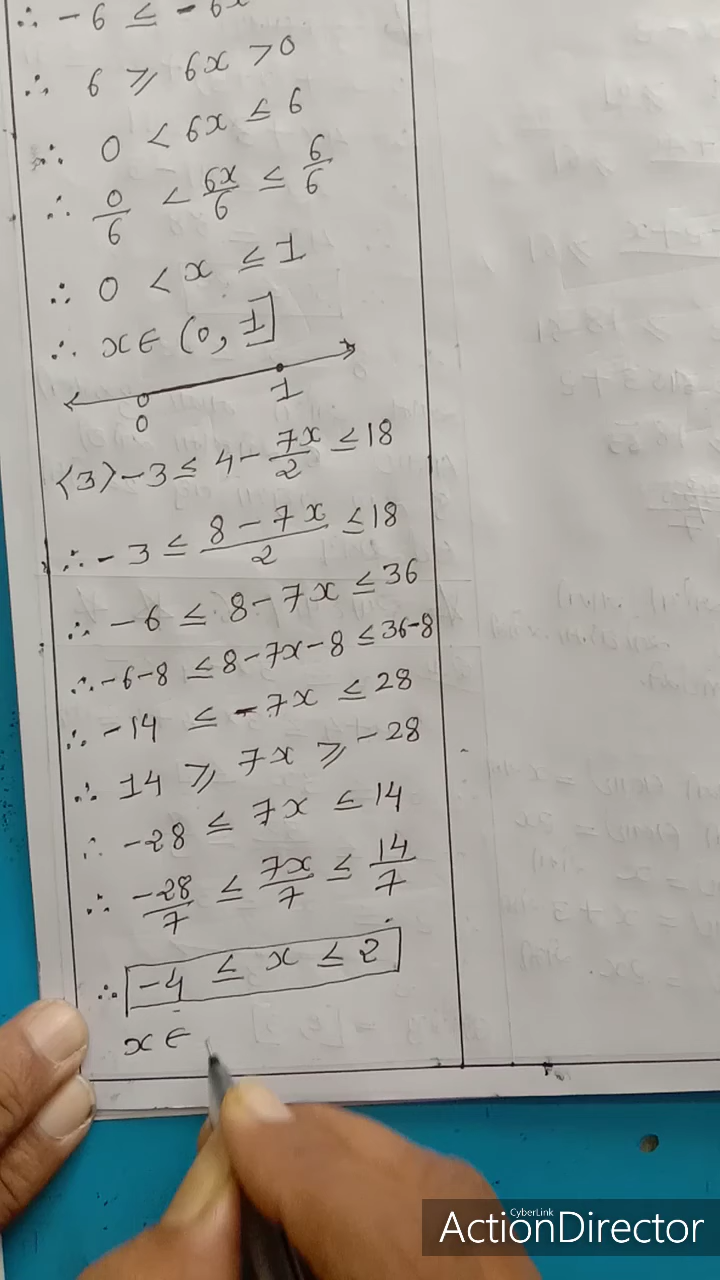 ∴ -6 ≤ -6x
∴ 6 ≥ 6x > 0
∴ 0 < 6x ≤ 6
∴ 0/6 < 6x/6 ≤ 6/6
∴ 0 < x ≤ 1
∴ x ∈ (0, 1]
0 1
(3) -3 ≤ 4 - 7x/2 ≤ 18
∴ -3 ≤ (8 - 7x)/2 ≤ 18
∴ -6 ≤ 8 - 7x ≤ 36
∴ -6-8 ≤ 8-7x-8 ≤ 36-8
∴ -14 ≤ -7x ≤ 28
∴ 14 ≥ 7x ≥ -28
∴ -28 ≤ 7x ≤ 14
∴ -28/7 ≤ 7x/7 ≤ 14/7
∴ -4 ≤ x ≤ 2
x ∈
CyberLink
ActionDirector